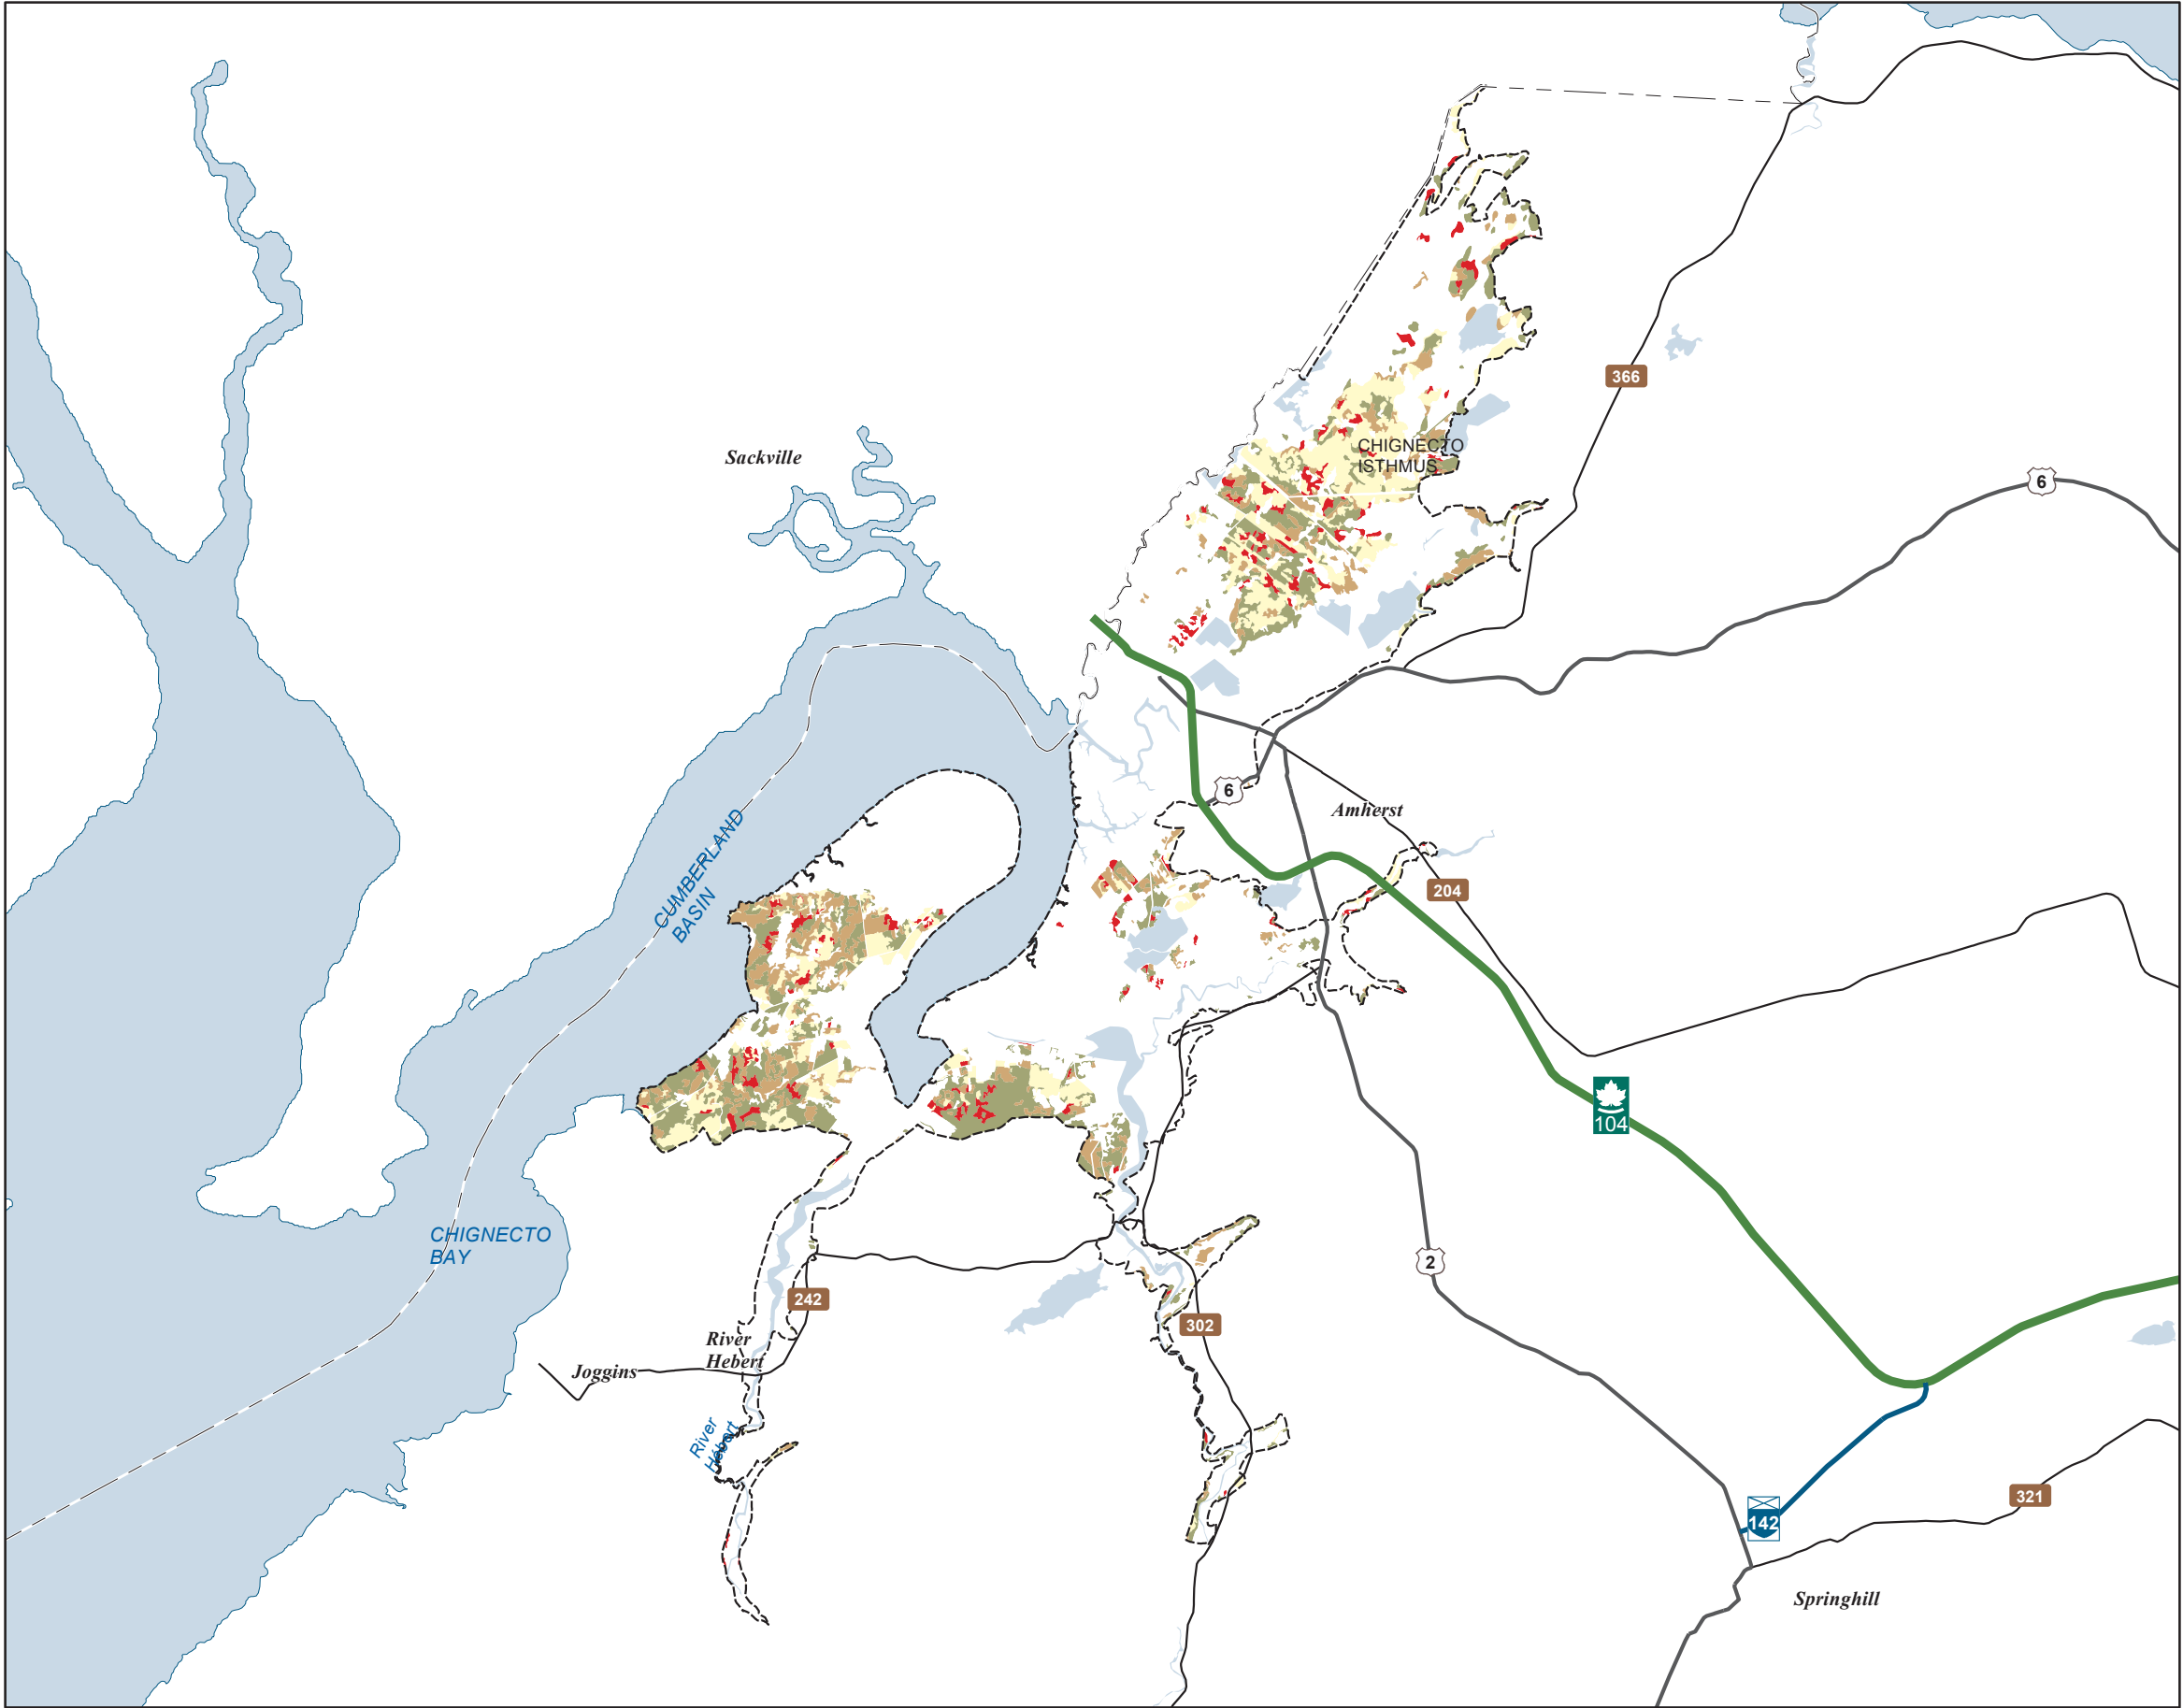 366
CHIGNECTO
ISTHMUS
Sackville
6
6
Amherst
CUMBERLAND
BASIN
204
104
CHIGNECTO
BAY
2
242
302
River
Hebert
Joggins
River
Hébert
321
142
Springhill